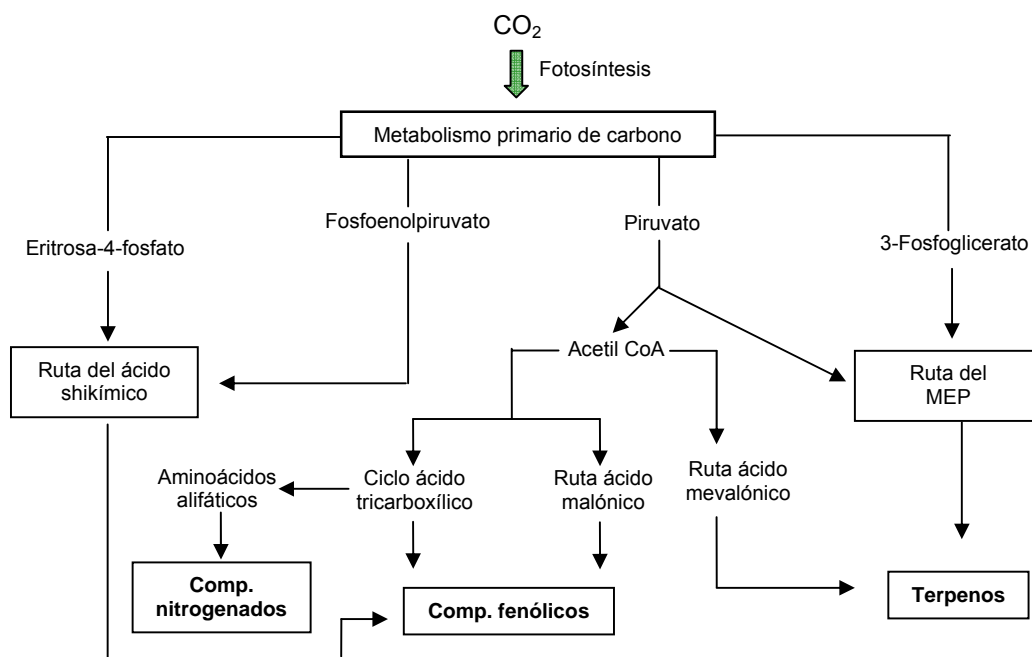 CO₂
Fotosíntesis
Metabolismo primario de carbono
Eritrosa-4-fosfato
Fosfoenolpiruvato
Piruvato
3-Fosfoglicerato
Ruta del ácido
shikímico
Acetil CoA
Ruta del
MEP
Aminoácidos
alifáticos
Ciclo ácido
tricarboxílico
Ruta ácido
malónico
Ruta ácido
mevalónico
Comp.
nitrogenados
Comp. fenólicos
Terpenos